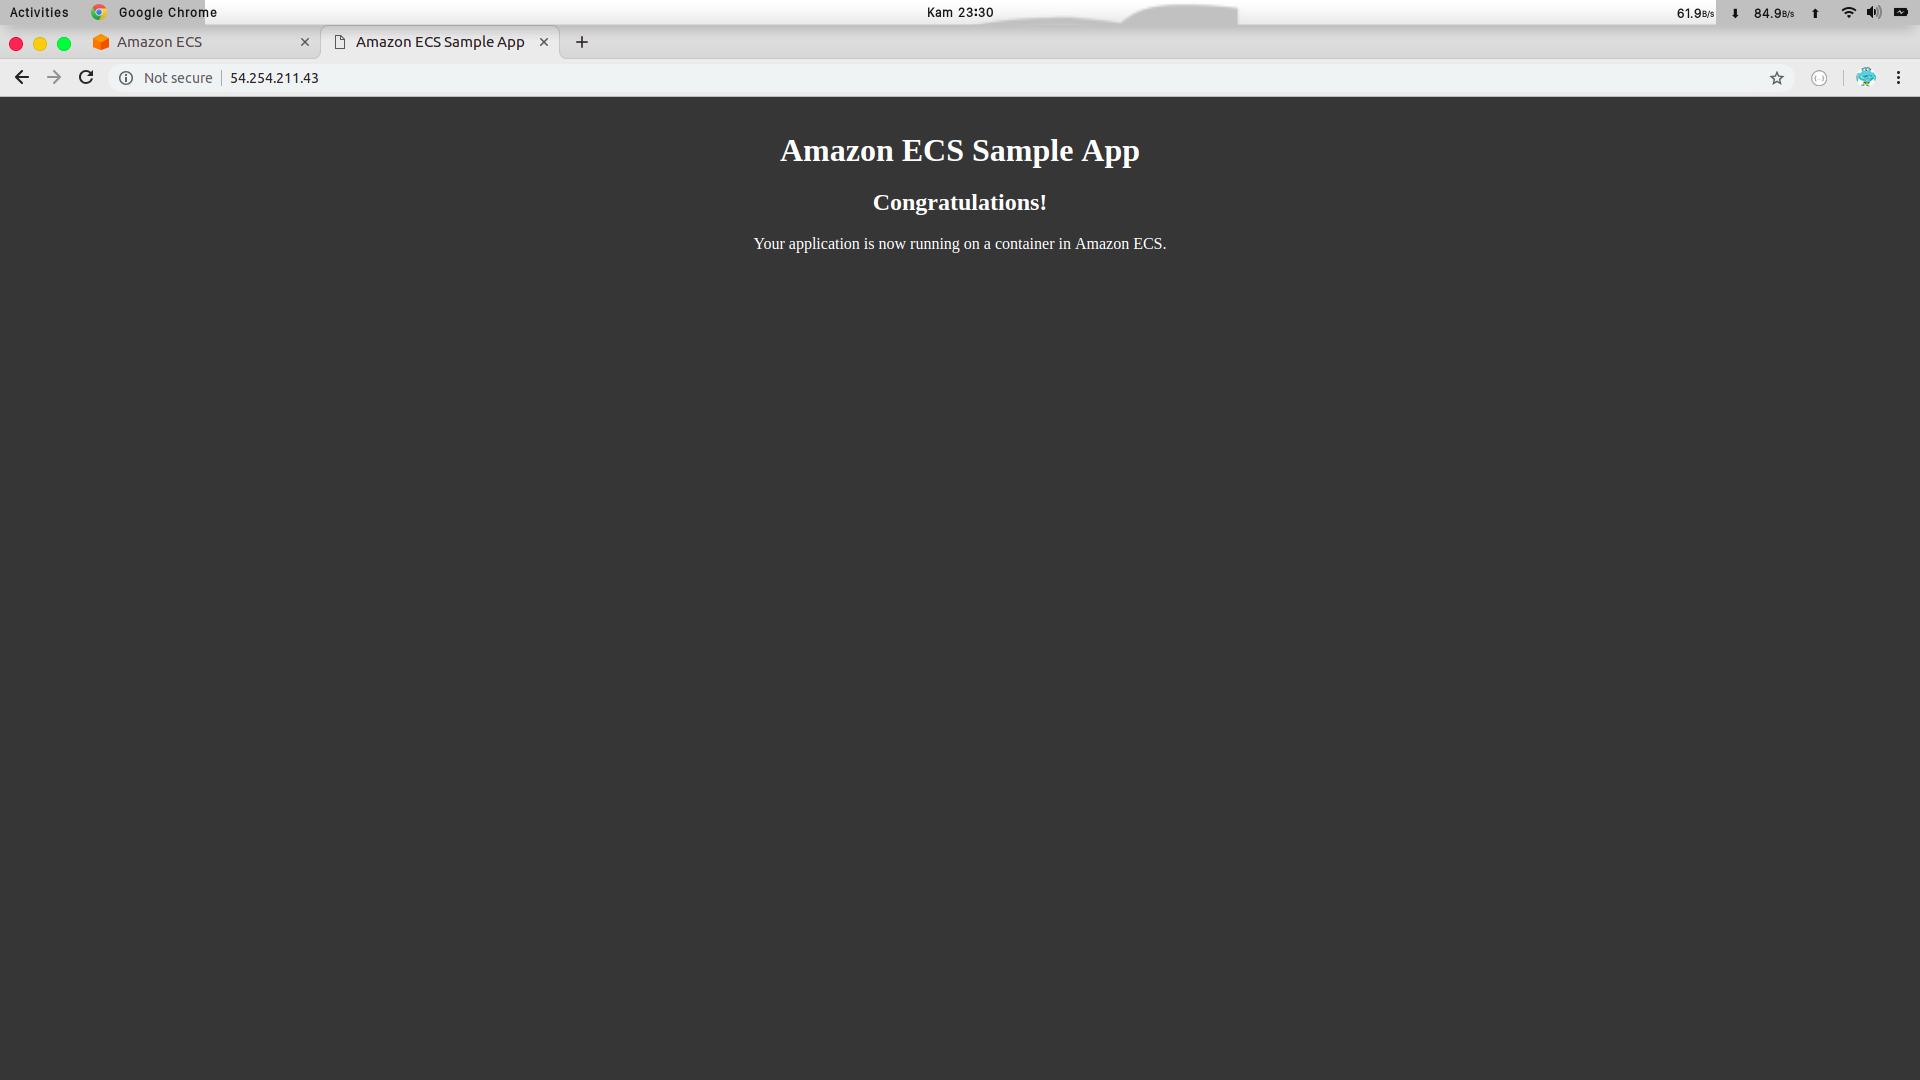 Activities Google Chrome Kam 23:30 61.9B/s ⬇ 84.9B/s ⬆
Amazon ECS Amazon ECS Sample App
Not secure 54.254.211.43
Amazon ECS Sample App
Congratulations!
Your application is now running on a container in Amazon ECS.